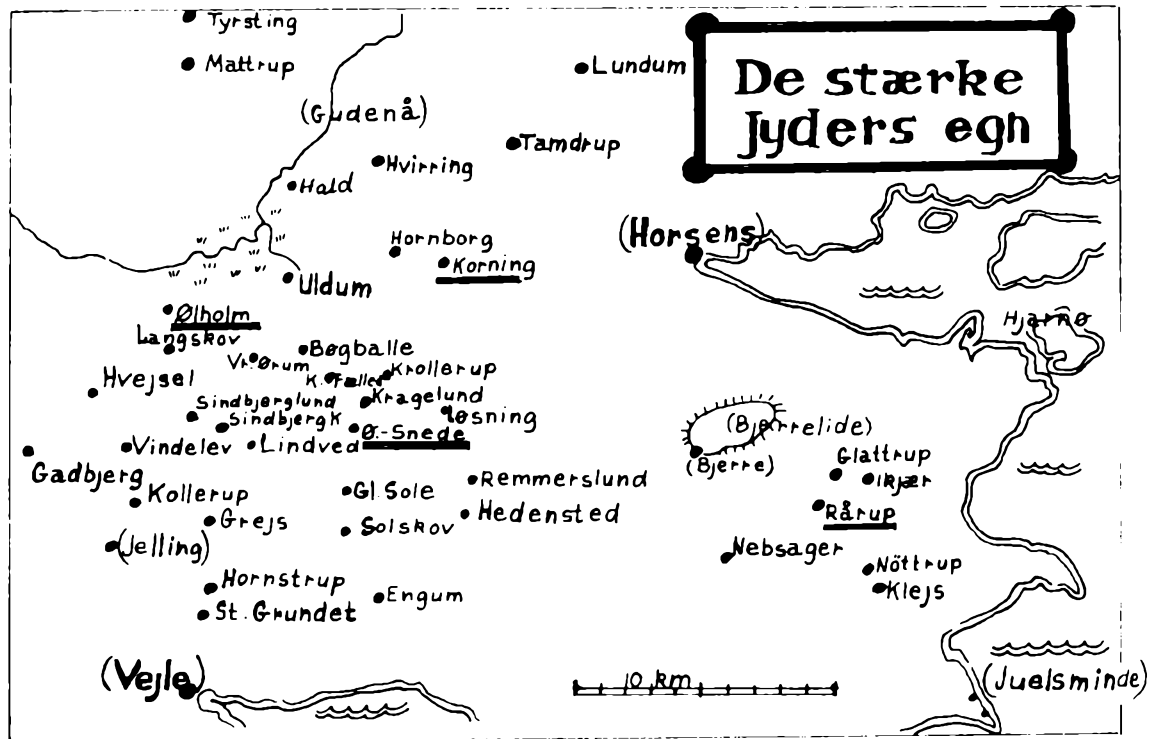 Tyrsting
Mattrup
Lundum
De stærke
Jyders egn
(Gudenå)
Tamdrup
Hvirring
Hald
(Horsens)
Hornborg
Korning
Uldum
Ølholm
Langskov
Hjarnø
Vr. Ørum
Bøgballe
K. Fælled
Krollerup
Hvejsel
Sindbjerglund
Kragelund
Sindbjerg K
Løsning
(Bjerrelide)
Ø.-Snede
Vindelev
Lindved
Gadbjerg
(Bjerre)
Glattrup
Ikjær
Remmerslund
Kollerup
Gl. Sole
Rårup
Hedensted
Grejs
Solskov
(Jelling)
Nebsager
Nöttrup
Klejs
Hornstrup
Engum
St. Grundet
(Vejle)
10 km
(Juelsminde)